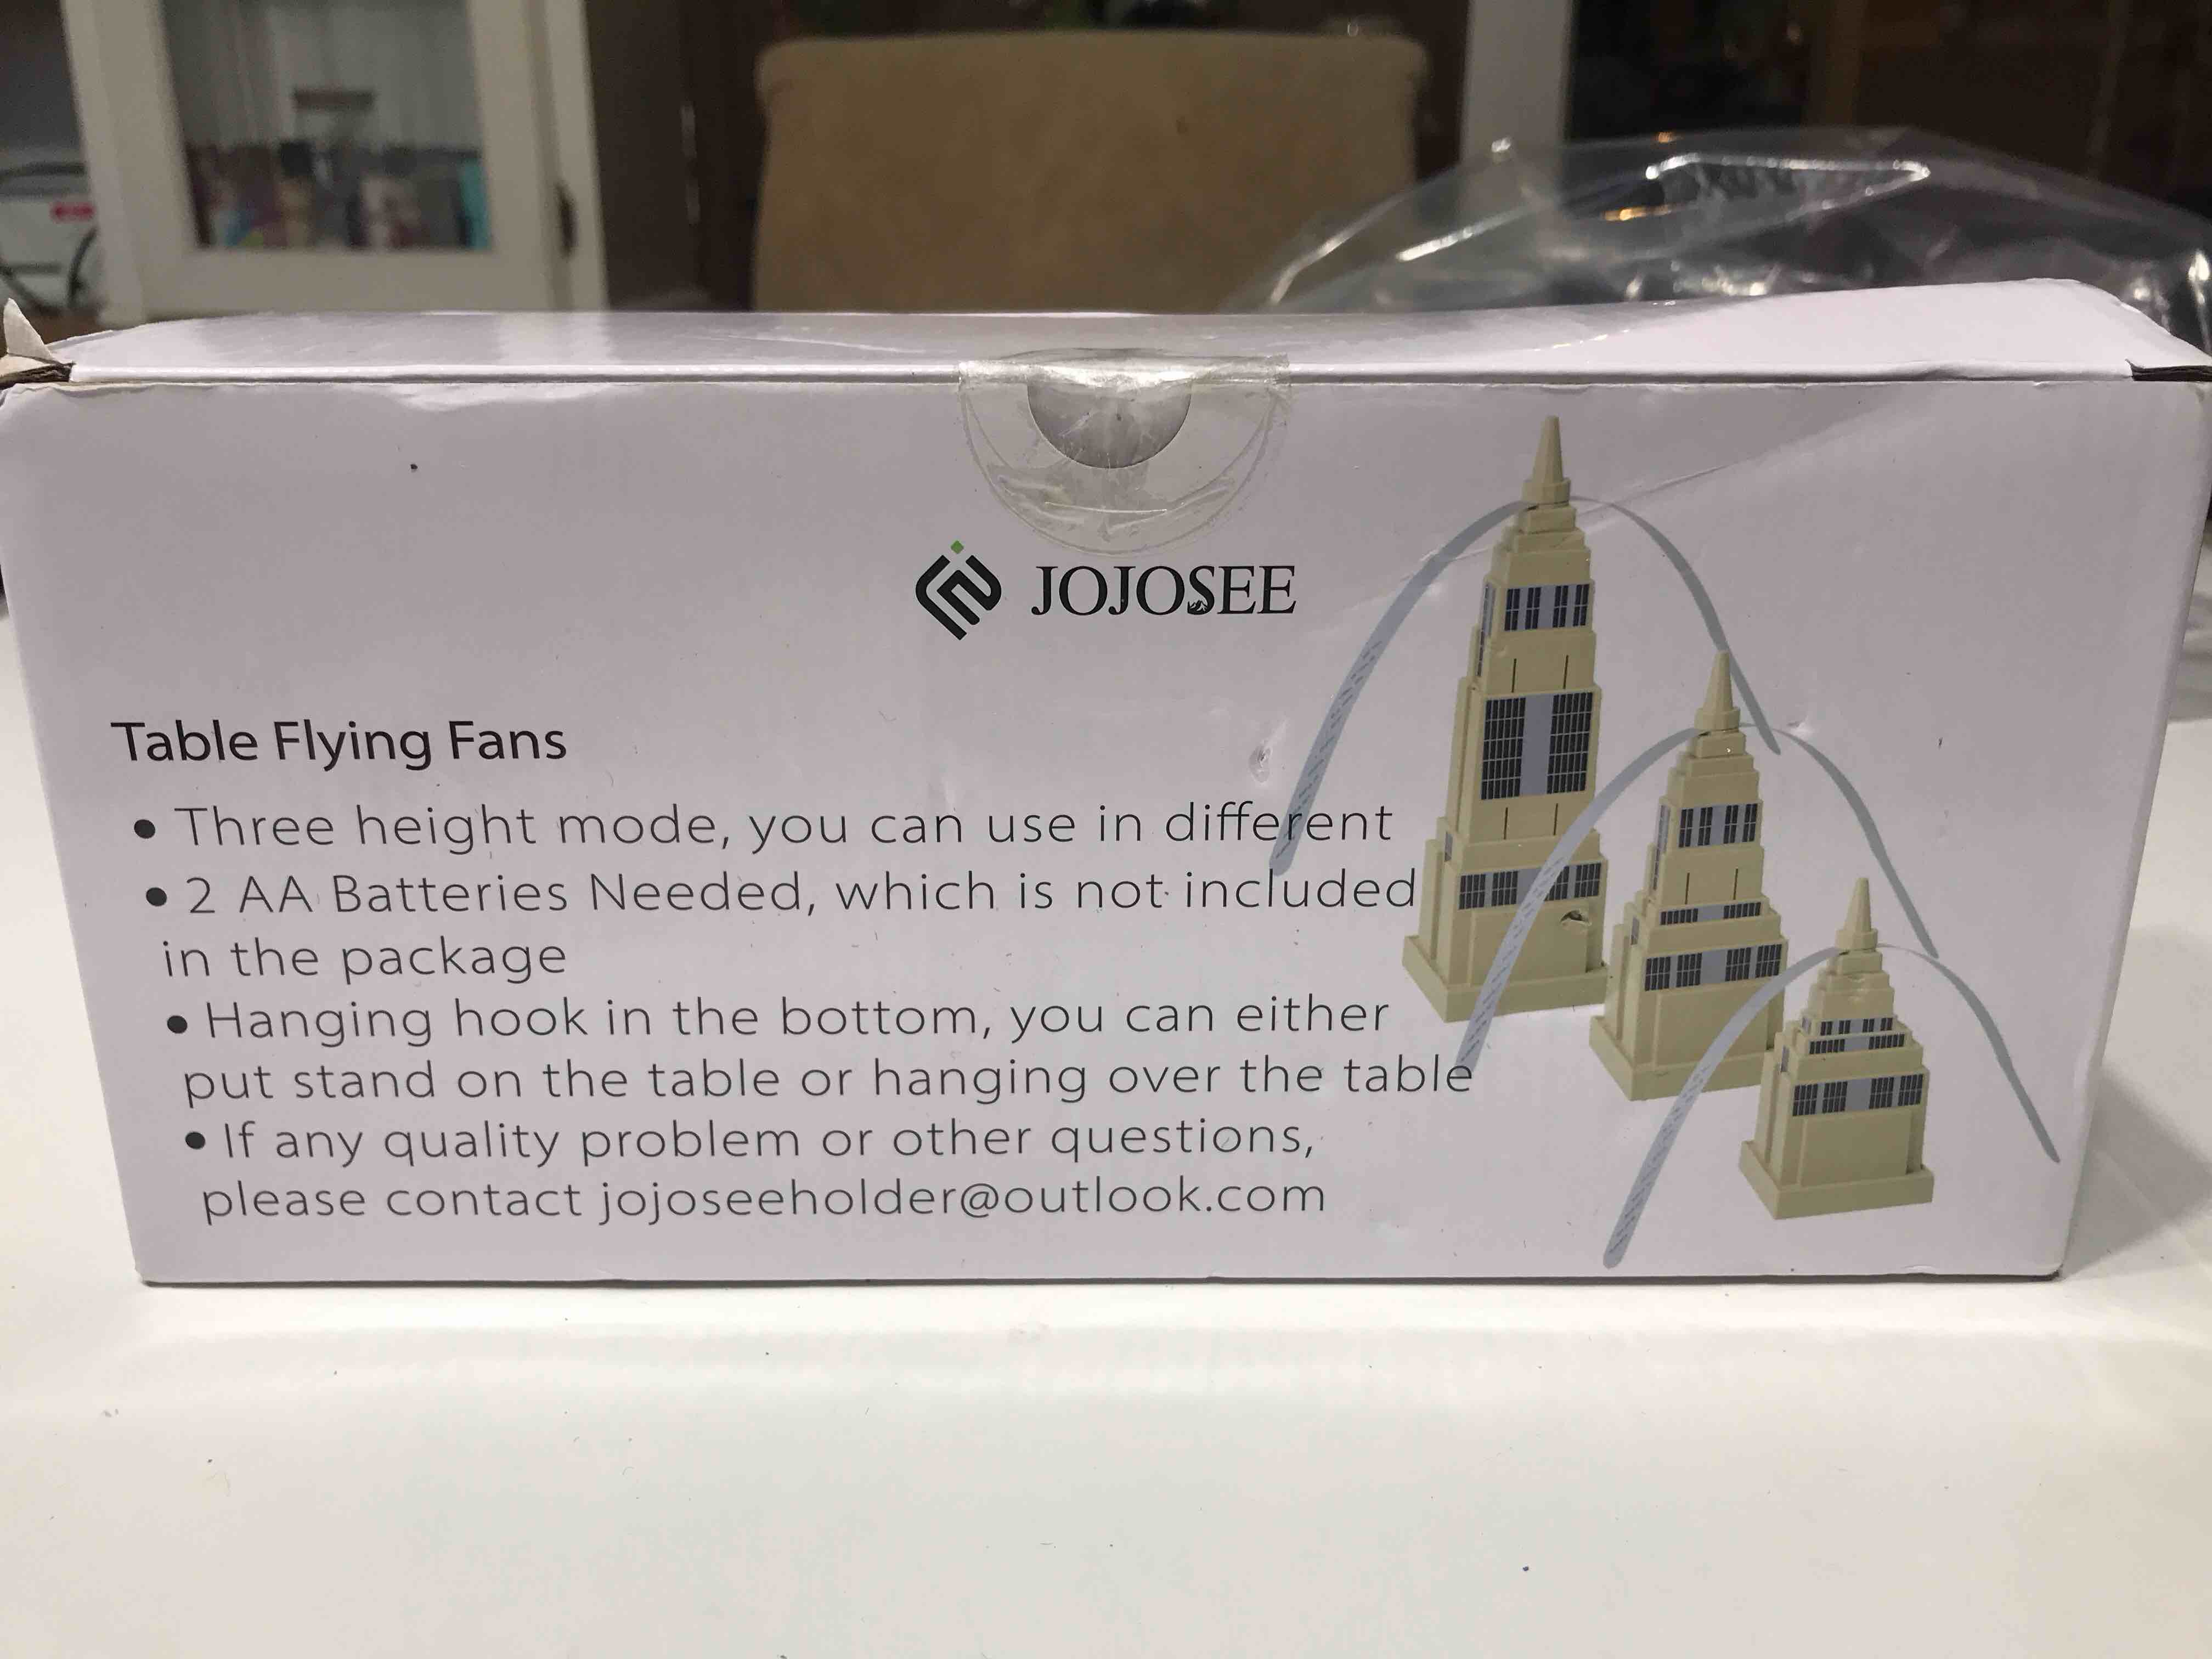 JOJOSEE
Table Flying Fans
• Three height mode, you can use in different
• 2 AA Batteries Needed, which is not included
in the package
• Hanging hook in the bottom, you can either
put stand on the table or hanging over the table
• If any quality problem or other questions,
please contact jojoseeholder@outlook.com